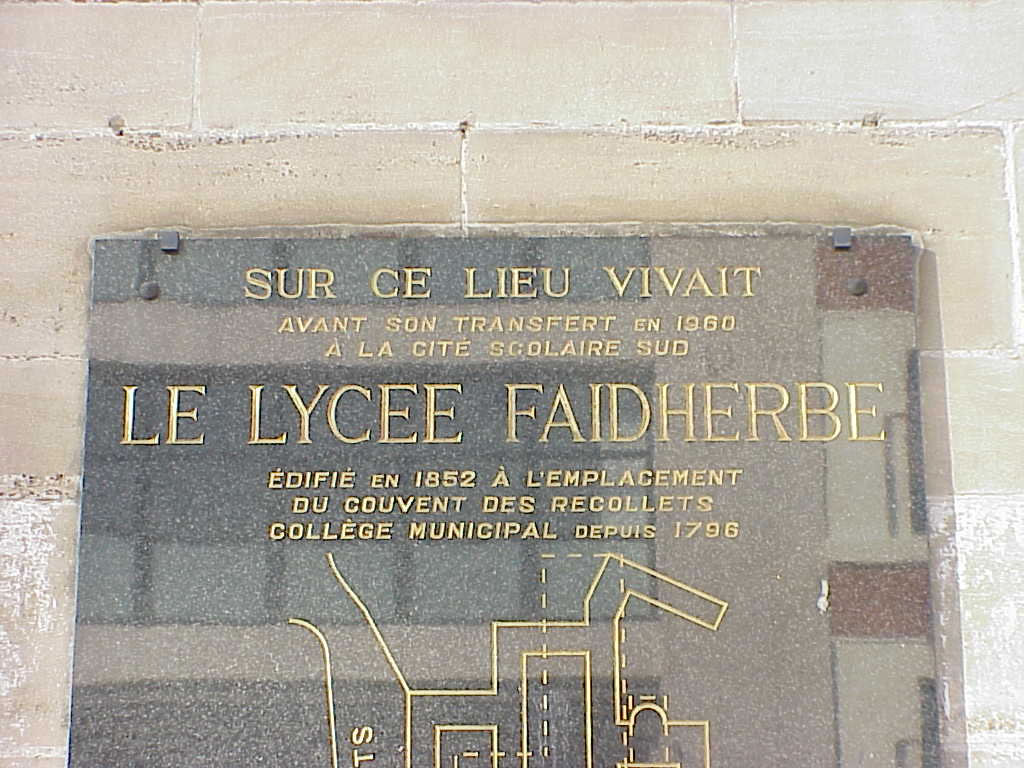 SUR CE LIEU VIVAIT
AVANT SON TRANSFERT EN 1960
A LA CITÉ SCOLAIRE SUD
LE LYCEE FAIDHERBE
ÉDIFIÉ EN 1852 À L'EMPLACEMENT
DU COUVENT DES RECOLLETS
COLLÈGE MUNICIPAL DEPUIS 1796
TS